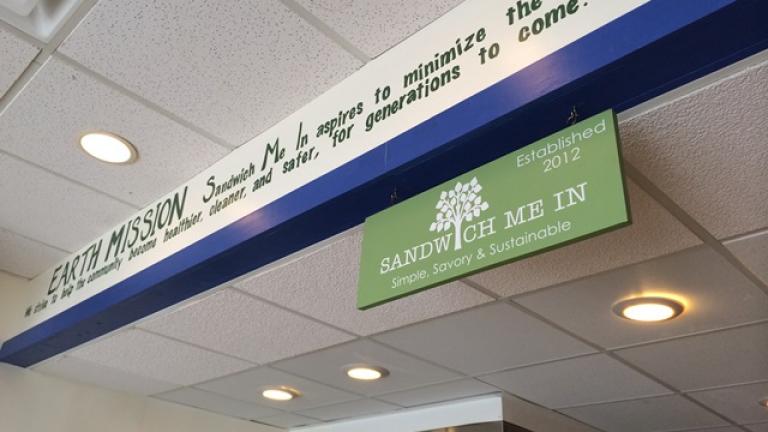 EARTH MISSION Sandwich Me In aspires to minimize the
We strive to help the community become healthier, cleaner, and safer, for generations to come.
Established
2012
SANDWICH ME IN
Simple, Savory & Sustainable